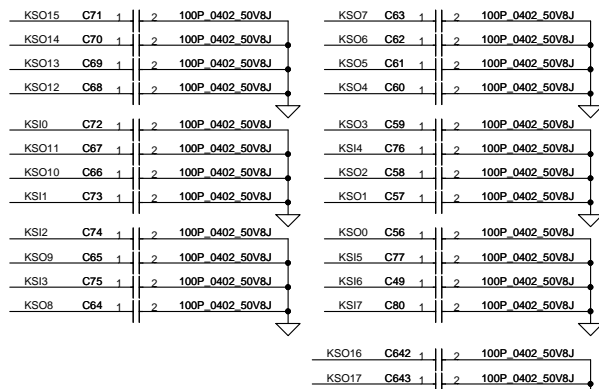 KSO15 C71 1 2 100P_0402_50V8J
KSO14 C70 1 2 100P_0402_50V8J
KSO13 C69 1 2 100P_0402_50V8J
KSO12 C68 1 2 100P_0402_50V8J
KSI0 C72 1 2 100P_0402_50V8J
KSO11 C67 1 2 100P_0402_50V8J
KSO10 C66 1 2 100P_0402_50V8J
KSI1 C73 1 2 100P_0402_50V8J
KSI2 C74 1 2 100P_0402_50V8J
KSO9 C65 1 2 100P_0402_50V8J
KSI3 C75 1 2 100P_0402_50V8J
KSO8 C64 1 2 100P_0402_50V8J
KSO7 C63 1 2 100P_0402_50V8J
KSO6 C62 1 2 100P_0402_50V8J
KSO5 C61 1 2 100P_0402_50V8J
KSO4 C60 1 2 100P_0402_50V8J
KSO3 C59 1 2 100P_0402_50V8J
KSI4 C76 1 2 100P_0402_50V8J
KSO2 C58 1 2 100P_0402_50V8J
KSO1 C57 1 2 100P_0402_50V8J
KSO0 C56 1 2 100P_0402_50V8J
KSI5 C77 1 2 100P_0402_50V8J
KSI6 C49 1 2 100P_0402_50V8J
KSI7 C80 1 2 100P_0402_50V8J
KSO16 C642 1 2 100P_0402_50V8J
KSO17 C643 1 2 100P_0402_50V8J